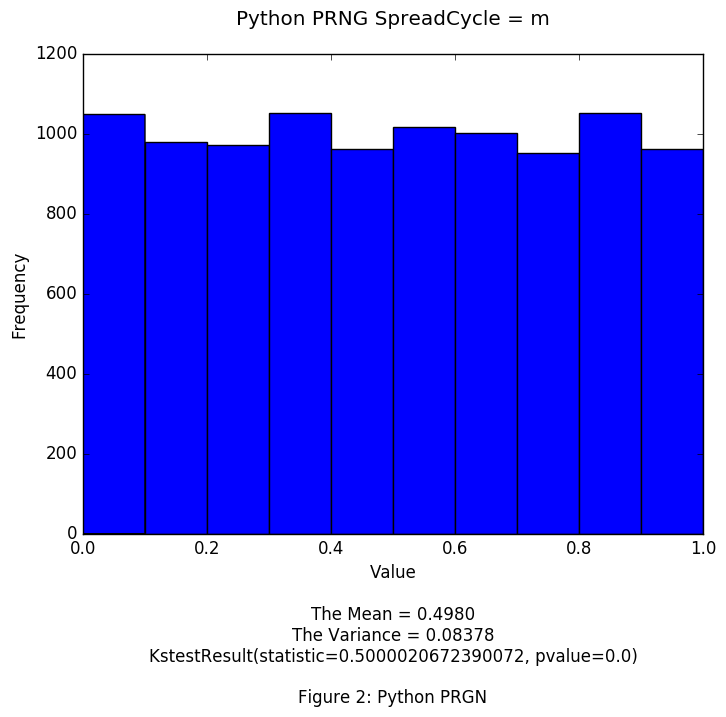 Python PRNG SpreadCycle = m
1200
1000
800
600
400
200
0
Frequency
0.0 0.2 0.4 0.6 0.8 1.0
Value
The Mean = 0.4980
The Variance = 0.08378
KstestResult(statistic=0.5000020672390072, pvalue=0.0)
Figure 2: Python PRGN